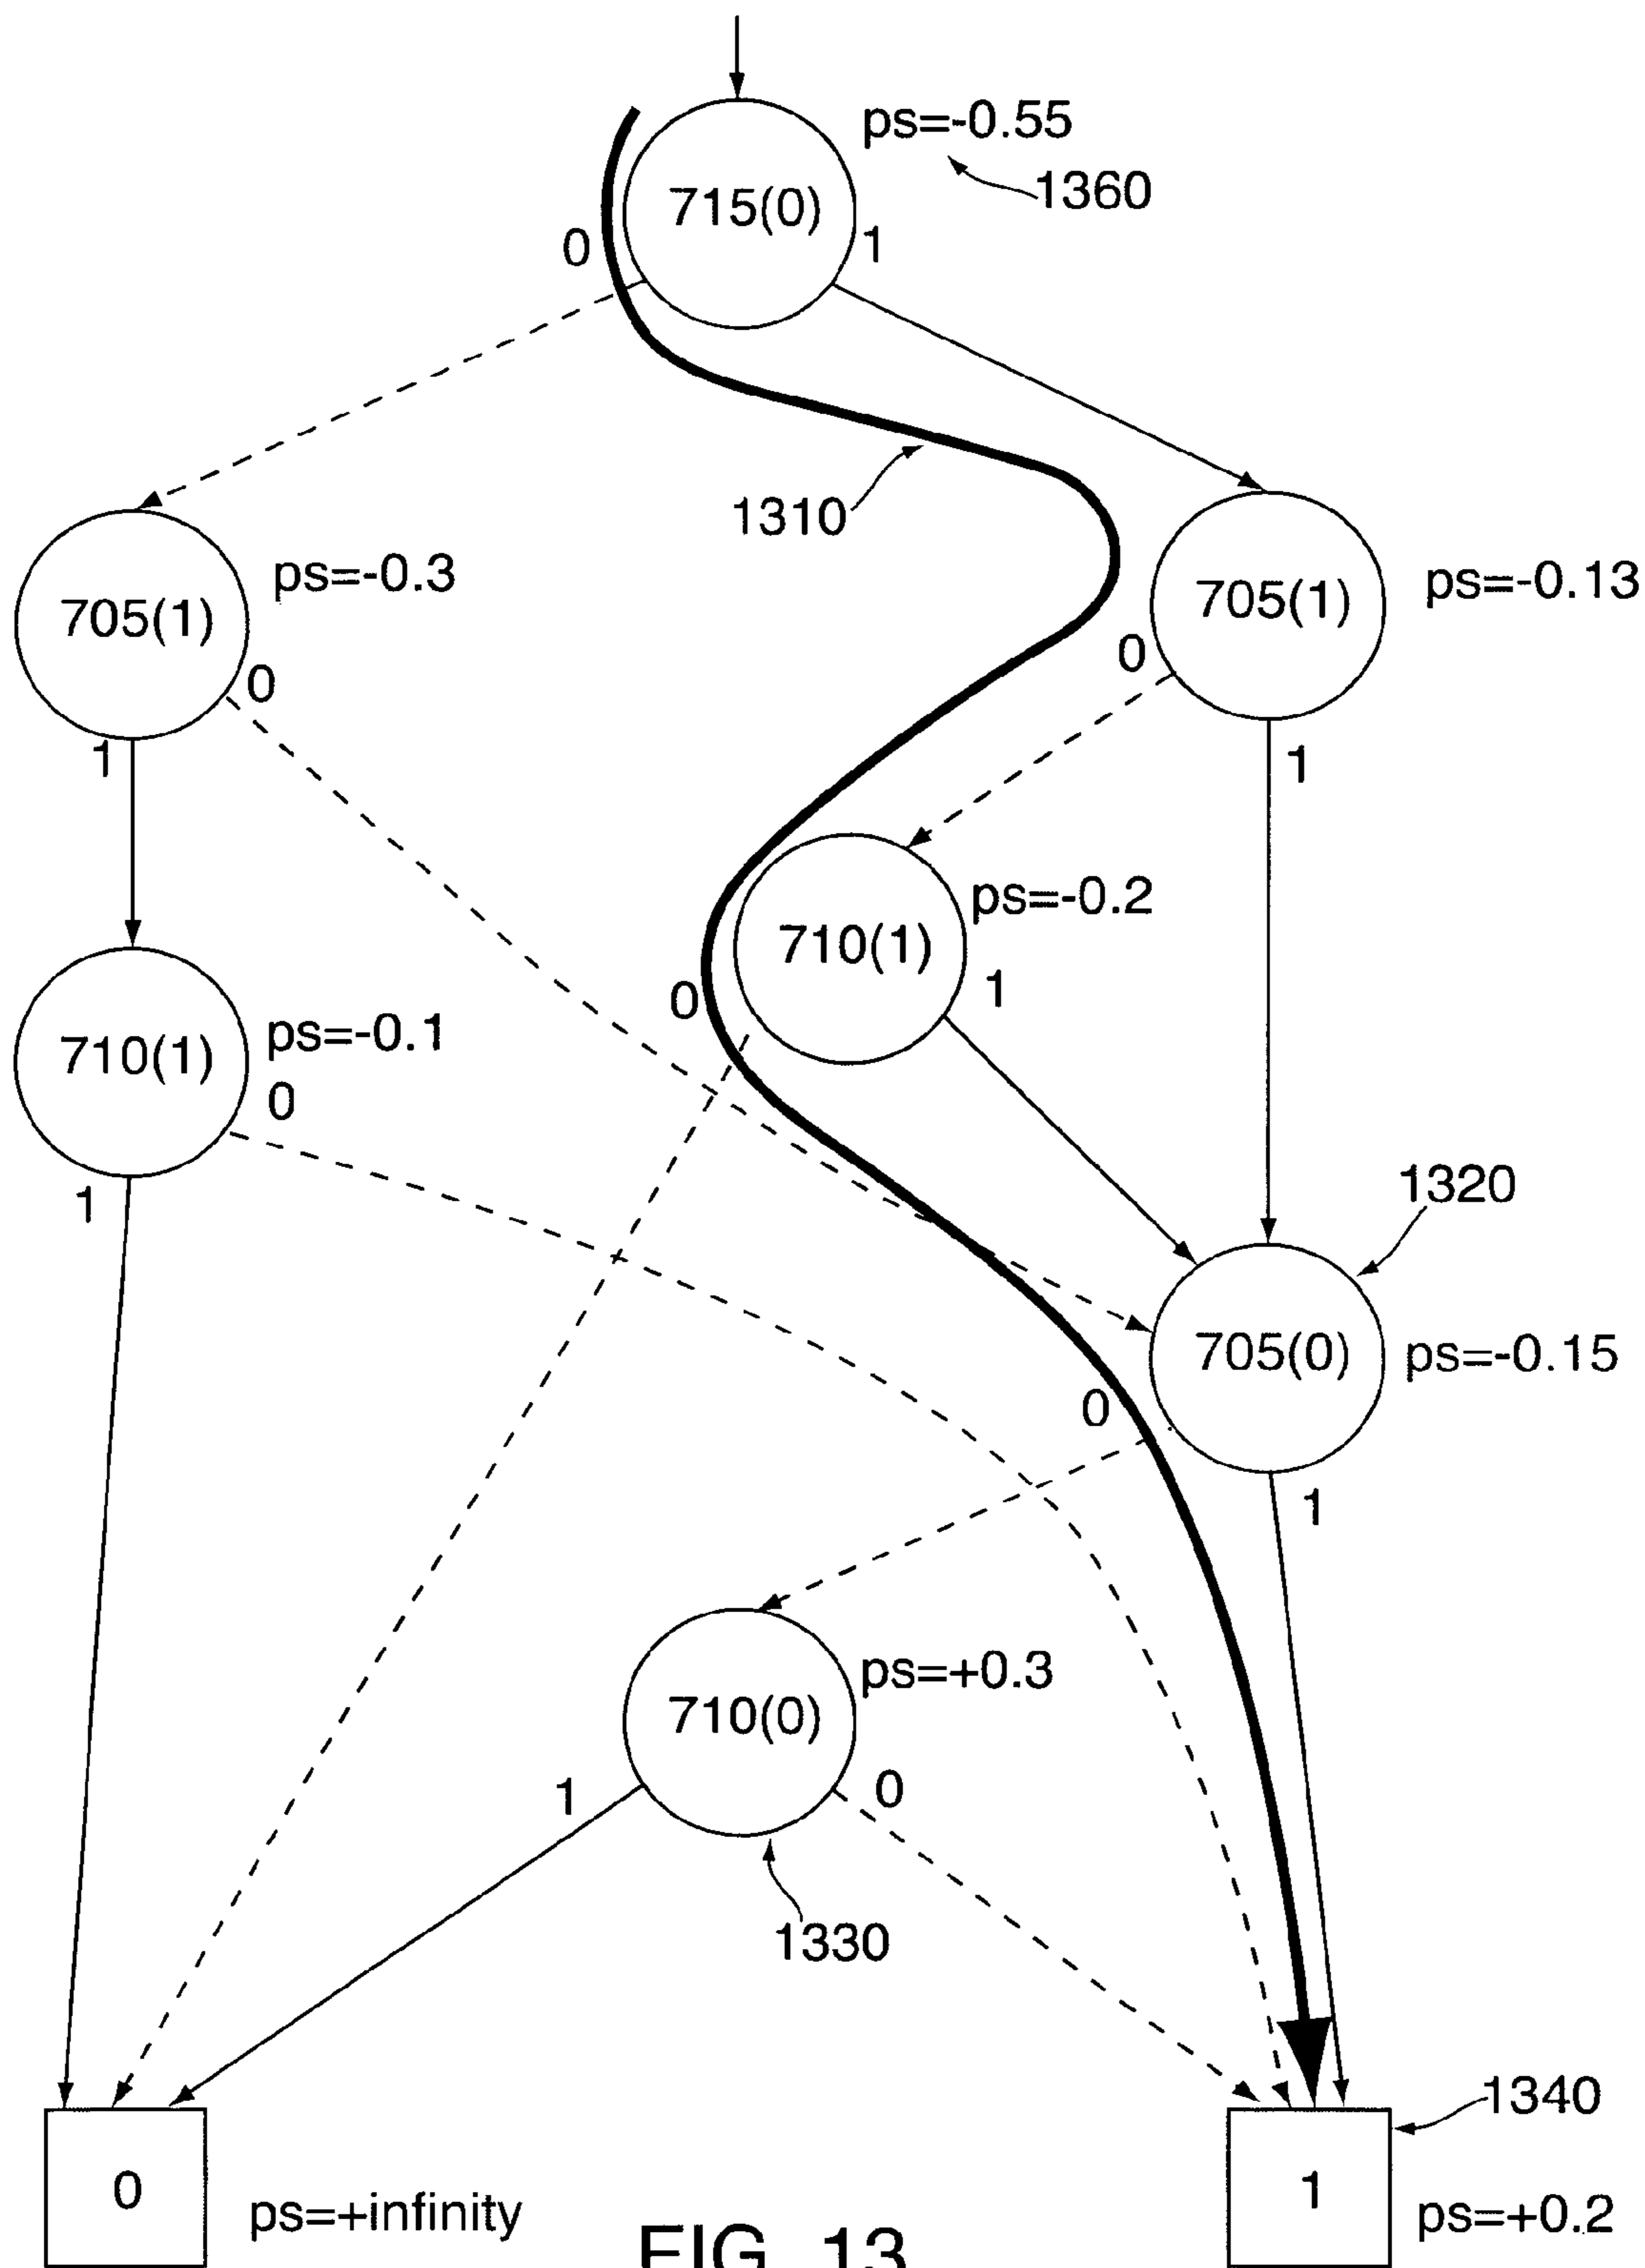 ps=-0.55
1360
715(0)
0
1
1310
705(1)
ps=-0.3
0
1
705(1)
ps=-0.13
0
1
710(1)
ps=-0.2
0
1
710(1)
ps=-0.1
0
1
1320
705(0)
ps=-0.15
0
1
710(0)
ps=+0.3
1
0
1330
1340
0
ps=+infinity
1
ps=+0.2
FIG. 13